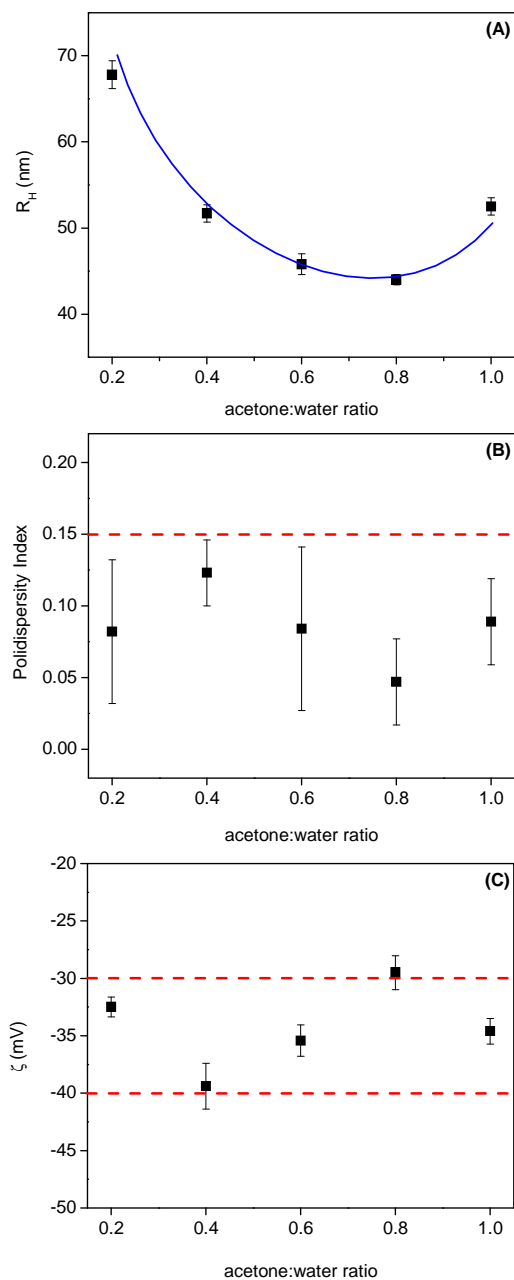 (A)
70
60
50
40
R_H (nm)
0.2 0.4 0.6 0.8 1.0
acetone:water ratio
(B)
0.20
0.15
0.10
0.05
0.00
Polidispersity Index
0.2 0.4 0.6 0.8 1.0
acetone:water ratio
(C)
-20
-25
-30
-35
-40
-45
-50
ζ (mV)
0.2 0.4 0.6 0.8 1.0
acetone:water ratio